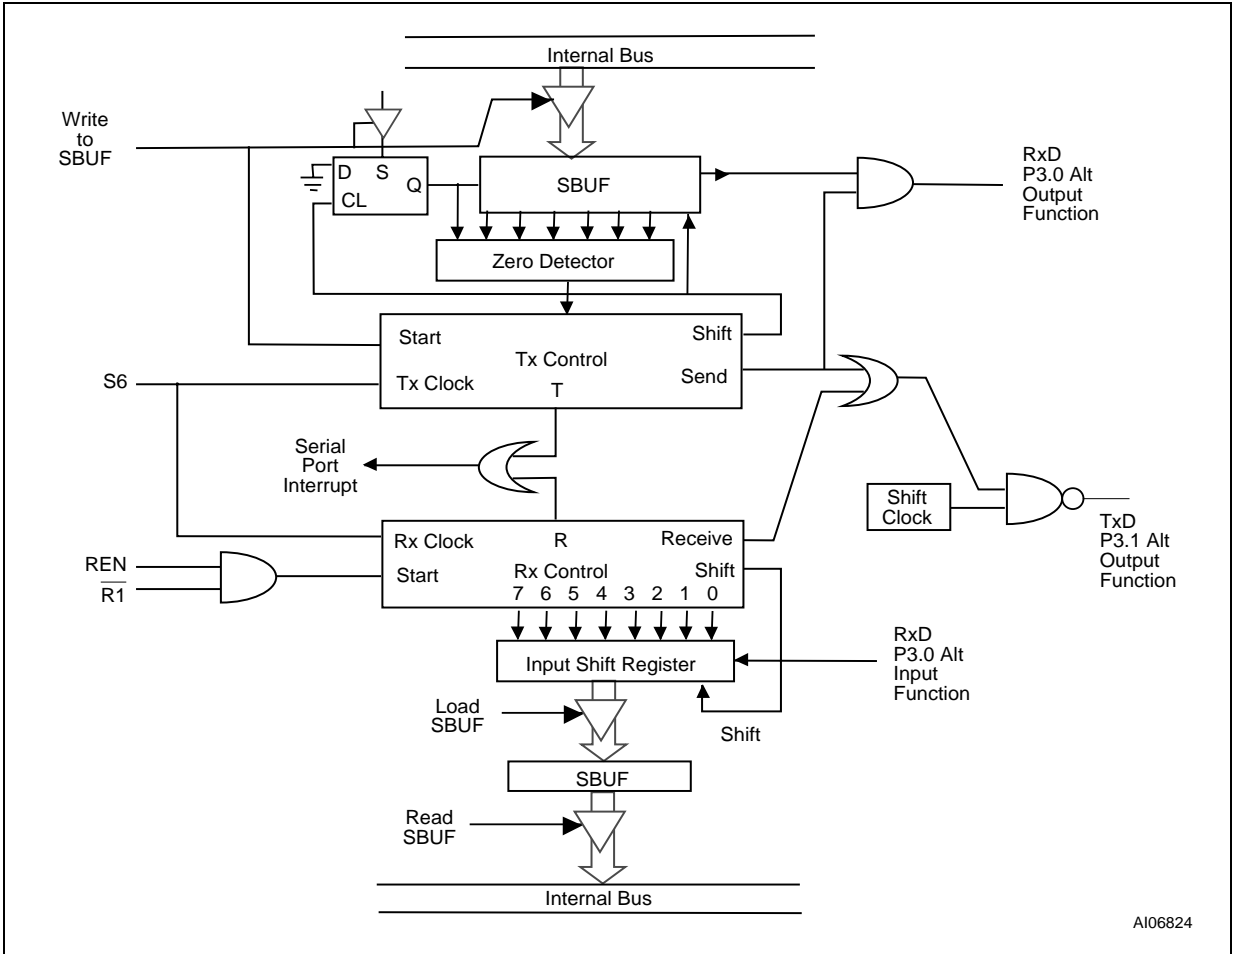 Internal Bus
Write
to
SBUF
D
S
Q
CL
SBUF
RxD
P3.0 Alt
Output
Function
Zero Detector
Start
Shift
Tx Control
S6
Tx Clock
T
Send
Serial
Port
Interrupt
Shift
Clock
TxD
P3.1 Alt
Output
Function
Rx Clock
R
Receive
REN
R1
Start
Rx Control
Shift
7 6 5 4 3 2 1 0
Input Shift Register
RxD
P3.0 Alt
Input
Function
Load
SBUF
Shift
SBUF
Read
SBUF
Internal Bus
AI06824